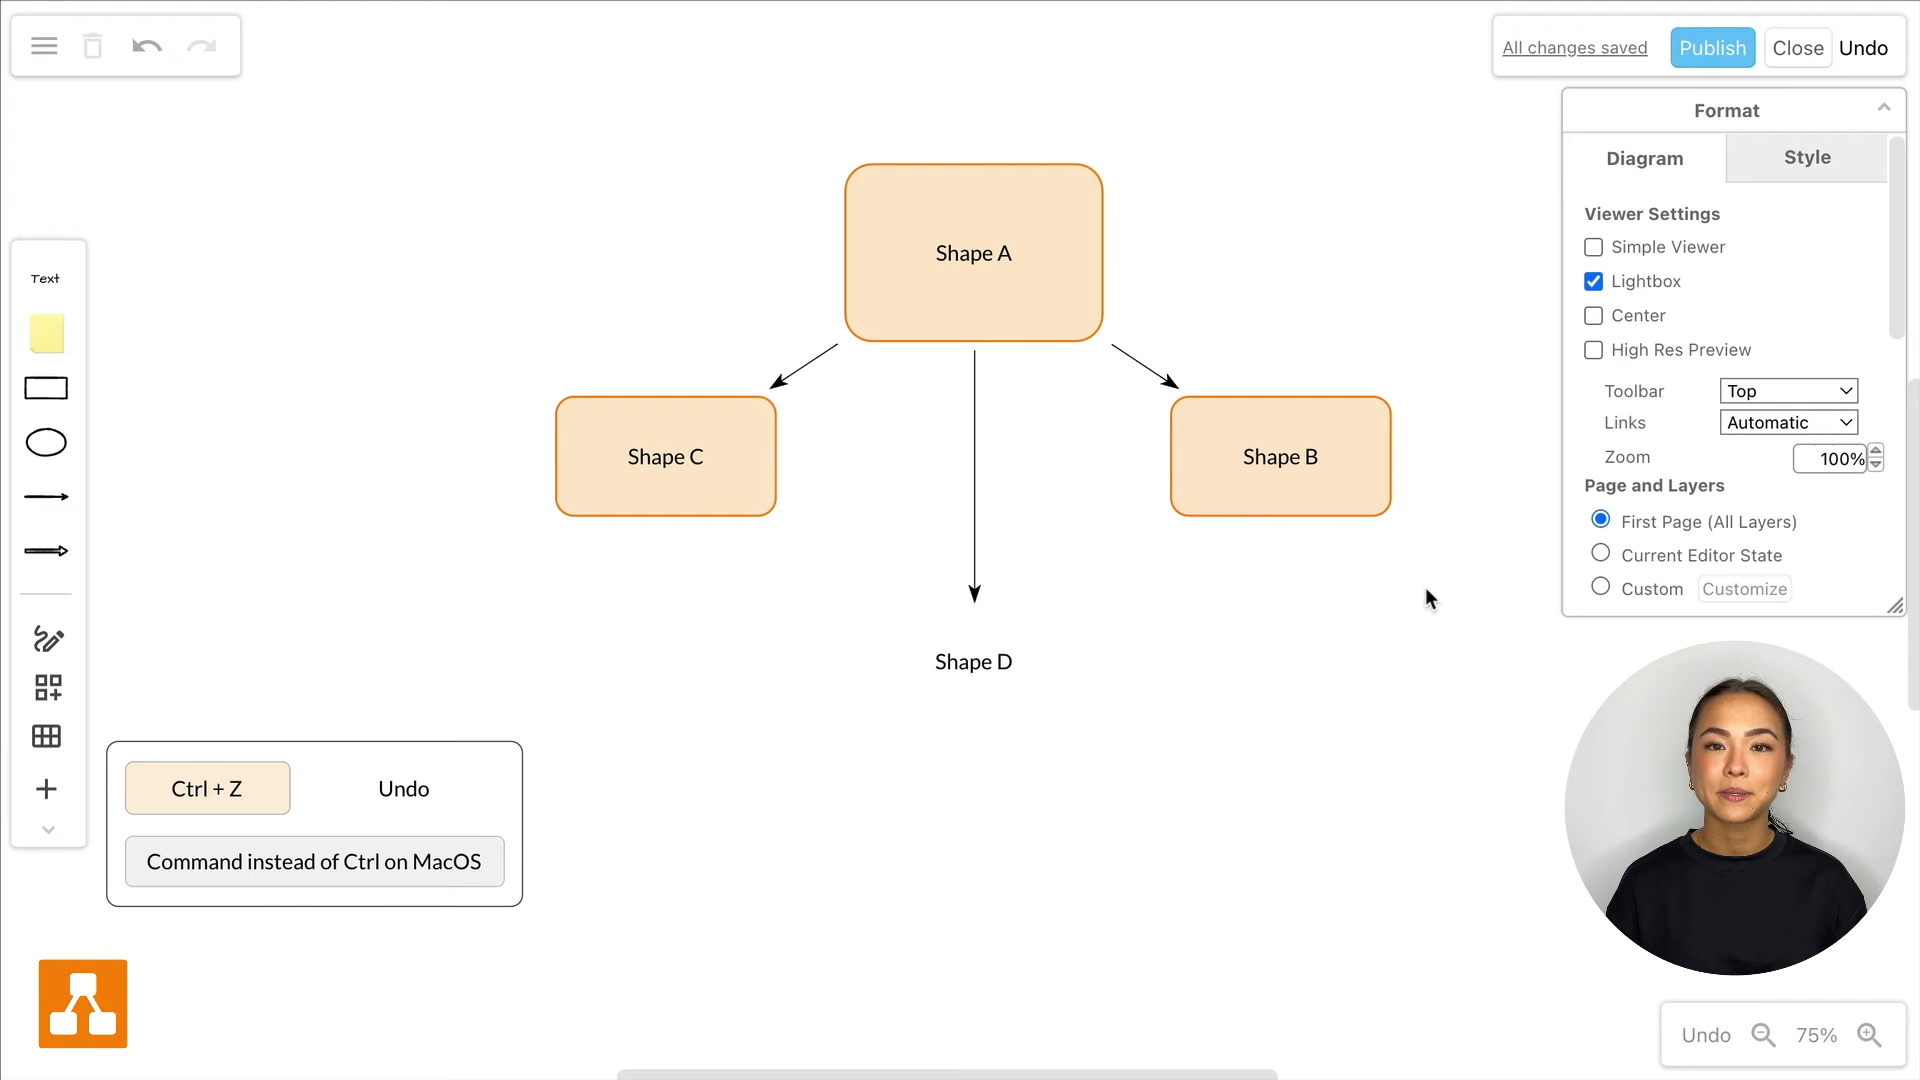 All changes saved
Publish
Close
Undo
Format
Diagram
Style
Viewer Settings
Simple Viewer
Lightbox
Center
High Res Preview
Toolbar
Top
Links
Automatic
Zoom
100%
Page and Layers
First Page (All Layers)
Current Editor State
Custom
Customize
Text
Shape A
Shape C
Shape B
Shape D
Ctrl + Z
Undo
Command instead of Ctrl on MacOS
Undo
75%